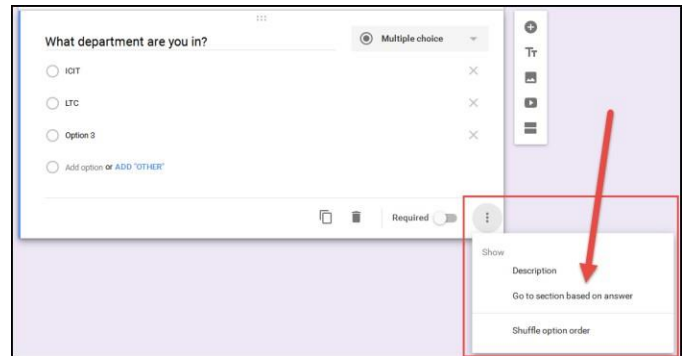 What department are you in?
Multiple choice
ICIT
LTC
Option 3
Add option or ADD "OTHER"
Required
Tт
Show
Description
Go to section based on answer
Shuffle option order